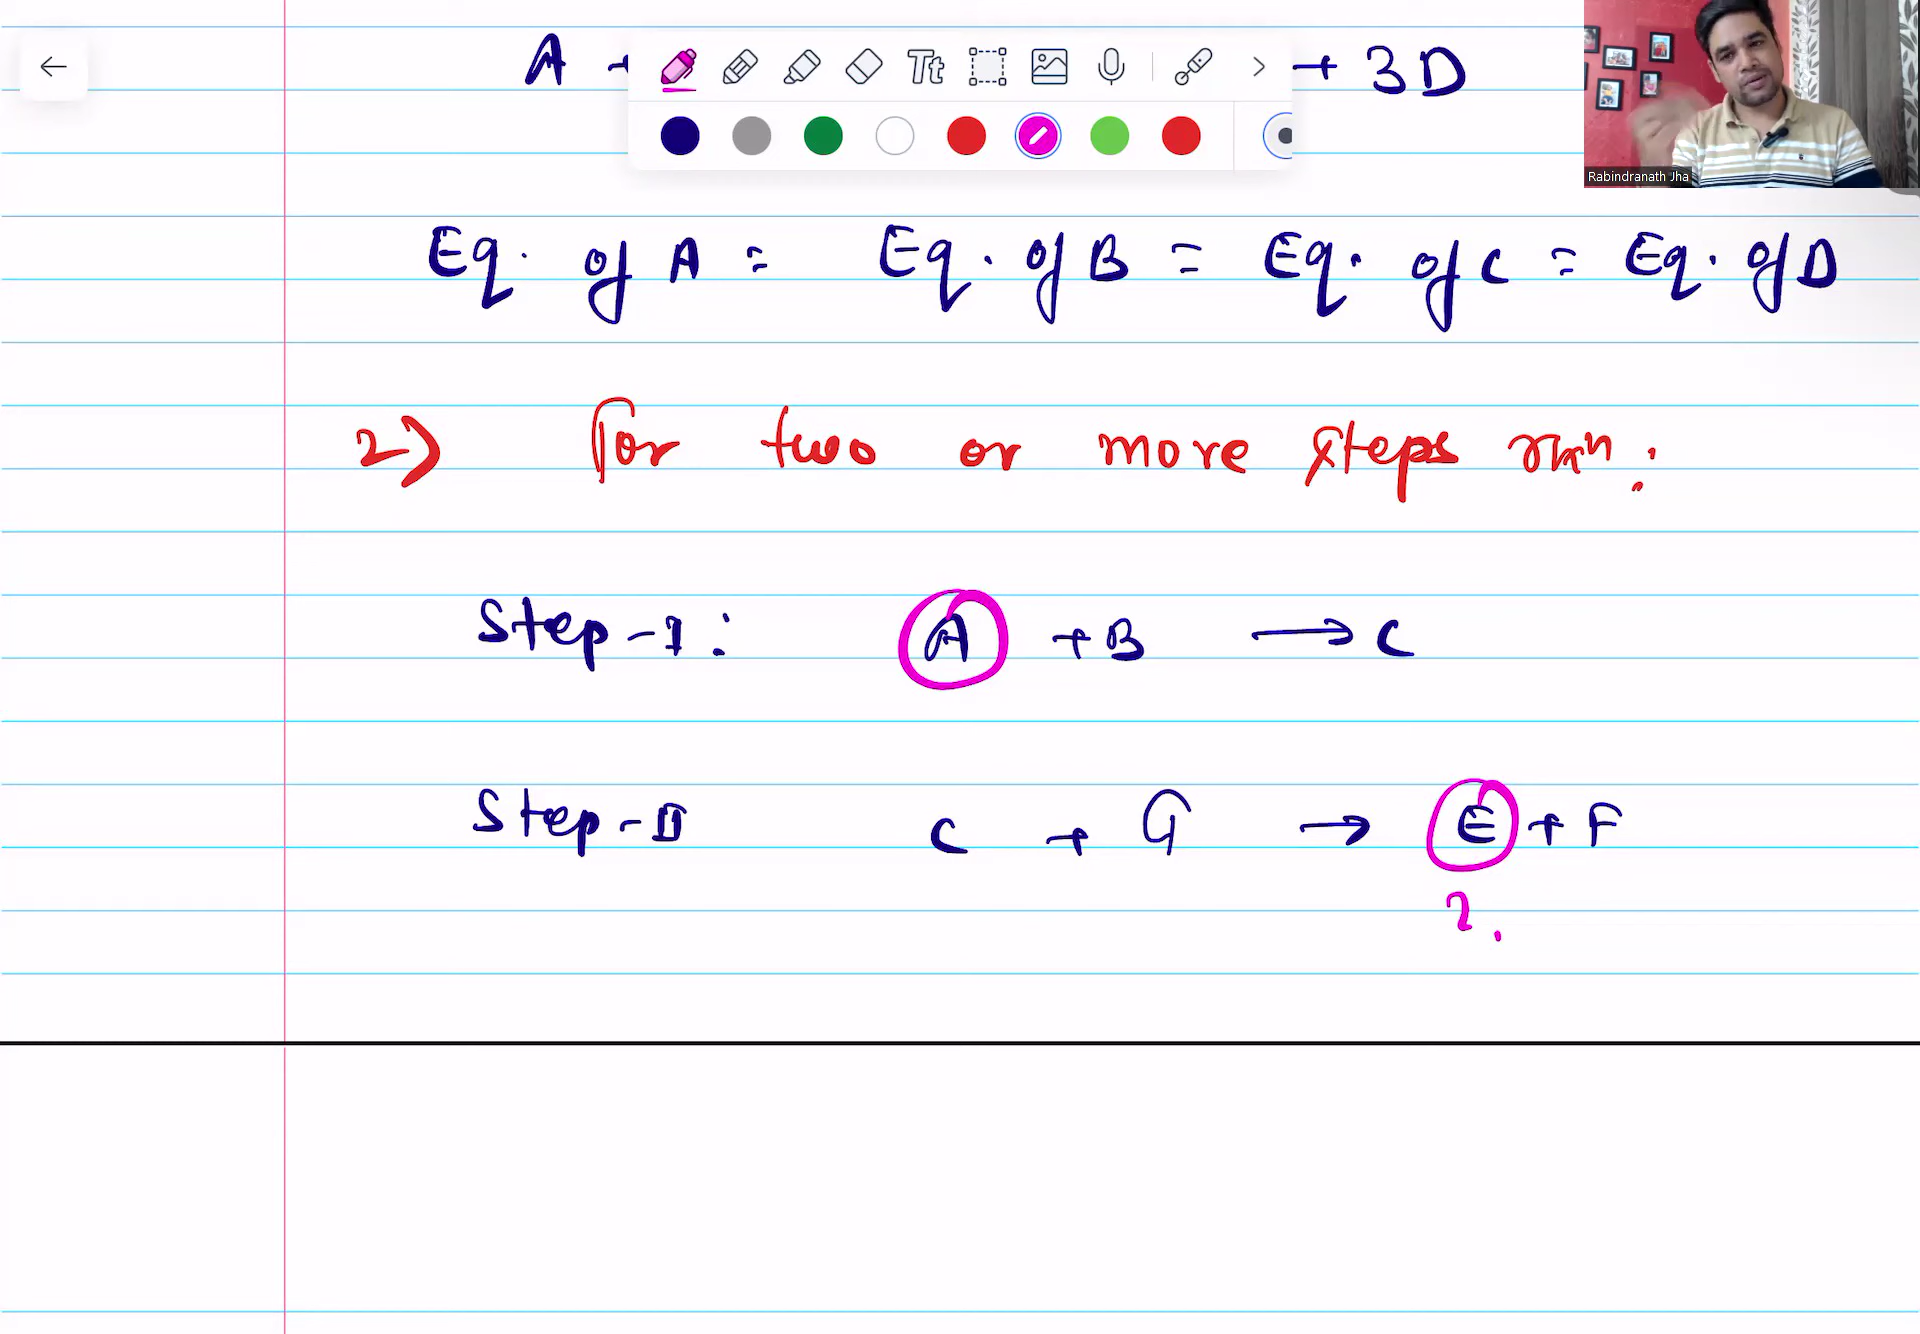 A + + 3D
Tt
Rabindranath Jha
Eq. of A = Eq. of B = Eq. of C = Eq. of D
2) For two or more steps rxn :
Step-I : A + B → C
Step-II C + G → E + F
?